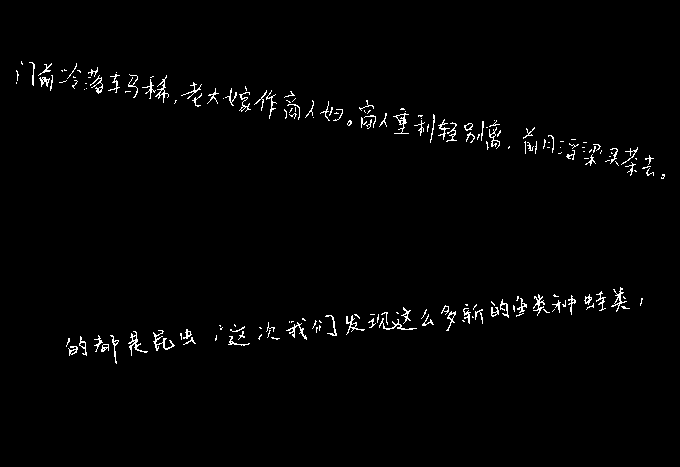 门前冷落车马稀，老大嫁作商人妇。商人重利轻别离，前月浮梁买茶去。
的都是昆虫，这次我们发现这么多新的鱼类和蛙类，